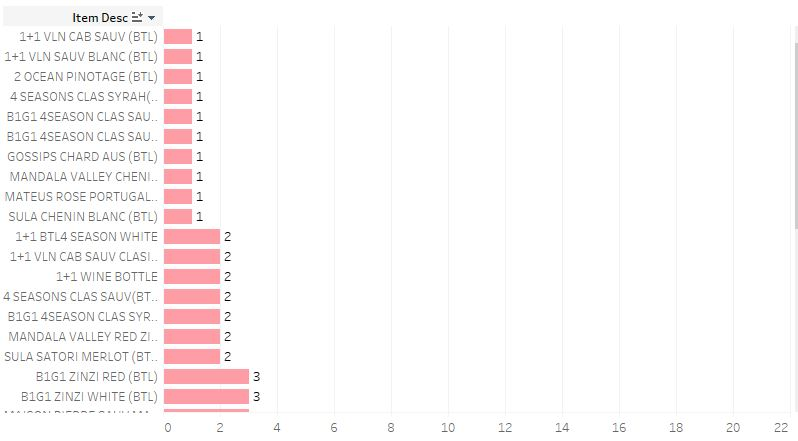 Item Desc
1+1 VLN CAB SAUV (BTL) 1
1+1 VLN SAUV BLANC (BTL) 1
2 OCEAN PINOTAGE (BTL) 1
4 SEASONS CLAS SYRAH(.. 1
B1G1 4SEASON CLAS SAU.. 1
B1G1 4SEASON CLAS SAU.. 1
GOSSIPS CHARD AUS (BTL) 1
MANDALA VALLEY CHENI.. 1
MATEUS ROSE PORTUGAL.. 1
SULA CHENIN BLANC (BTL) 1
1+1 BTL4 SEASON WHITE 2
1+1 VLN CAB SAUV CLASI.. 2
1+1 WINE BOTTLE 2
4 SEASONS CLAS SAUV(BT.. 2
B1G1 4SEASON CLAS SYR.. 2
MANDALA VALLEY RED ZI.. 2
SULA SATORI MERLOT (BT.. 2
B1G1 ZINZI RED (BTL) 3
B1G1 ZINZI WHITE (BTL) 3
0 2 4 6 8 10 12 14 16 18 20 22